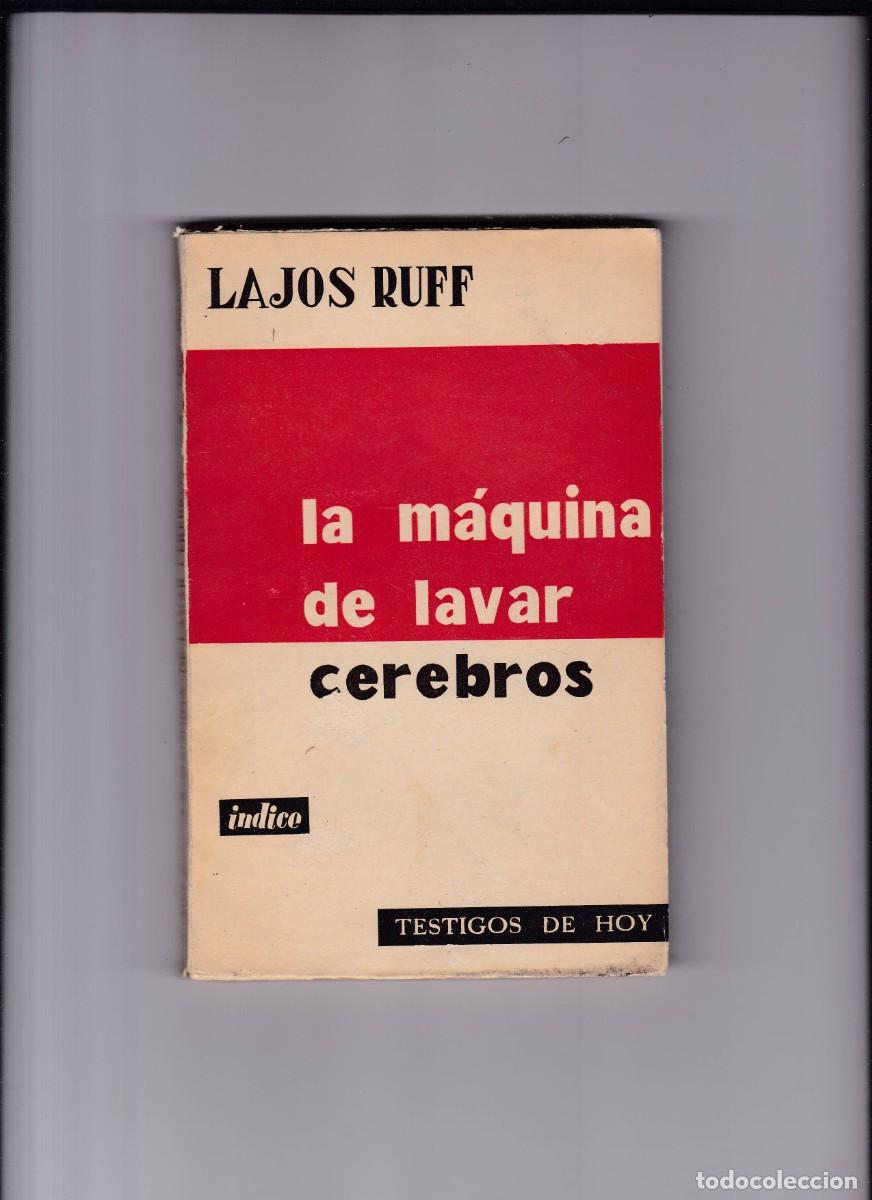 LAJOS RUFF
la máquina
de lavar
cerebros
indice
TESTIGOS DE HOY
todocoleccion